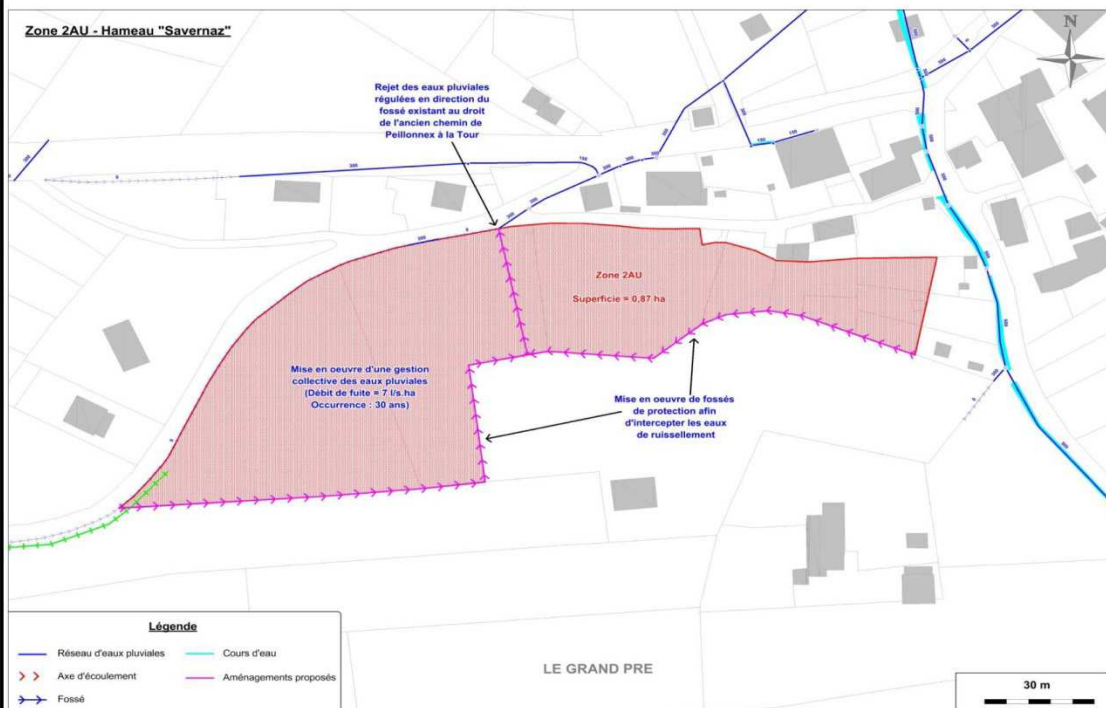 Zone 2AU - Hameau "Savernaz"
N
Rejet des eaux pluviales
régulées en direction du
fossé existant au droit
de l'ancien chemin de
Peillonnex à la Tour
Zone 2AU
Superficie = 0,87 ha
Mise en oeuvre d'une gestion
collective des eaux pluviales
(Débit de fuite = 7 l/s.ha
Occurrence : 30 ans)
Mise en oeuvre de fossés
de protection afin
d'intercepter les eaux
de ruissellement
LE GRAND PRE
Légende
Réseau d'eaux pluviales
Cours d'eau
Axe d'écoulement
Aménagements proposés
Fossé
30 m